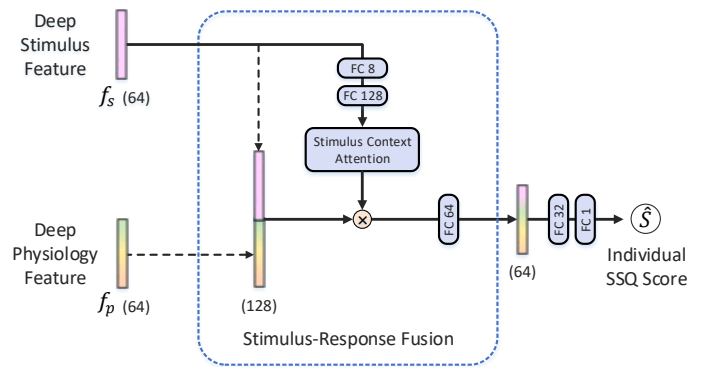 Deep
Stimulus
Feature
f_s (64)
FC 8
FC 128
Stimulus Context
Attention
×
Deep
Physiology
Feature
f_p (64)
(128)
FC 64
(64)
FC 32
FC 1
Ŝ
Individual
SSQ Score
Stimulus-Response Fusion